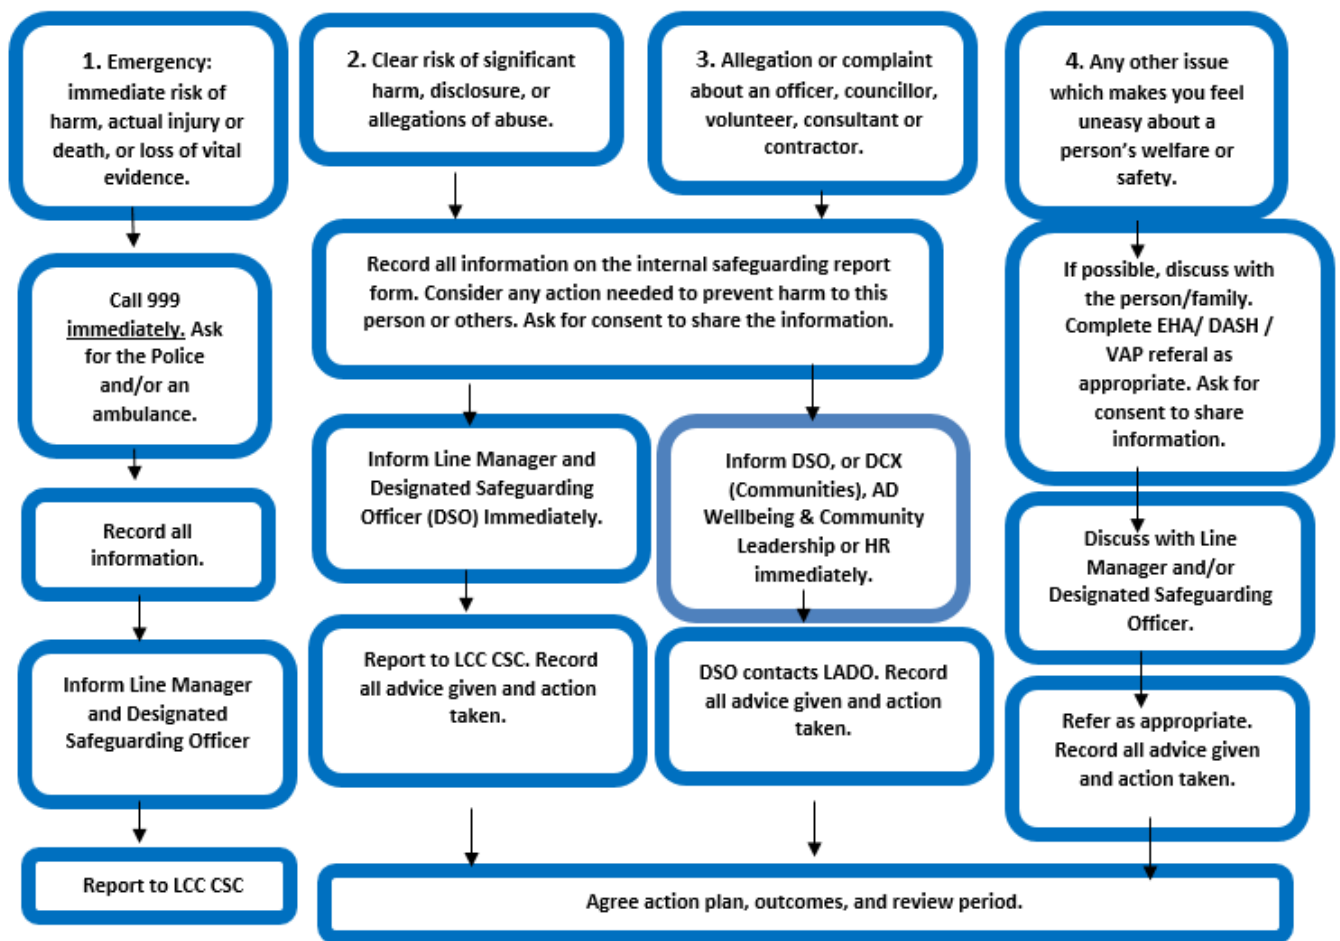 1. Emergency:
immediate risk of
harm, actual injury or
death, or loss of vital
evidence.
Call 999
immediately. Ask
for the Police
and/or an
ambulance.
Record all
information.
Inform Line Manager
and Designated
Safeguarding Officer
Report to LCC CSC
2. Clear risk of significant
harm, disclosure, or
allegations of abuse.
3. Allegation or complaint
about an officer, councillor,
volunteer, consultant or
contractor.
Record all information on the internal safeguarding report
form. Consider any action needed to prevent harm to this
person or others. Ask for consent to share the information.
Inform Line Manager and
Designated Safeguarding
Officer (DSO) Immediately.
Report to LCC CSC. Record
all advice given and action
taken.
Inform DSO, or DCX
(Communities), AD
Wellbeing & Community
Leadership or HR
immediately.
DSO contacts LADO. Record
all advice given and action
taken.
4. Any other issue
which makes you feel
uneasy about a
person’s welfare or
safety.
If possible, discuss with
the person/family.
Complete EHA/ DASH /
VAP referal as
appropriate. Ask for
consent to share
information.
Discuss with Line
Manager and/or
Designated Safeguarding
Officer.
Refer as appropriate.
Record all advice given
and action taken.
Agree action plan, outcomes, and review period.